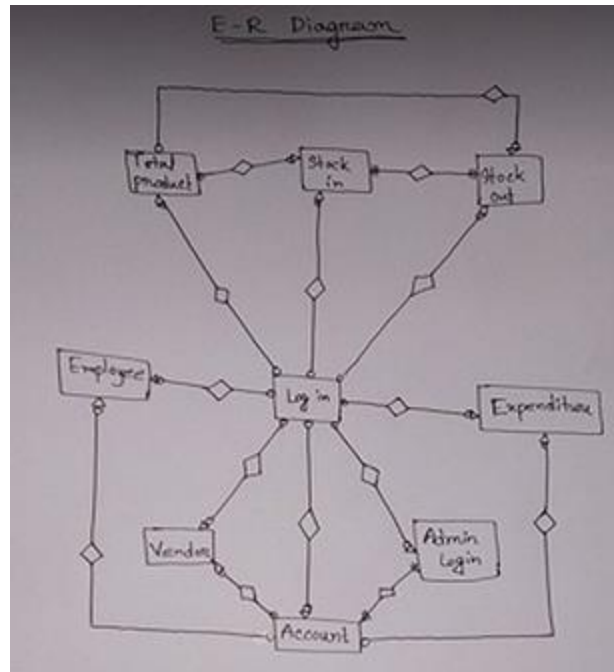 E-R Diagram
Total
product
Stock
in
Stock
out
Employee
Log in
Expenditure
Vendor
Admin
Login
Account